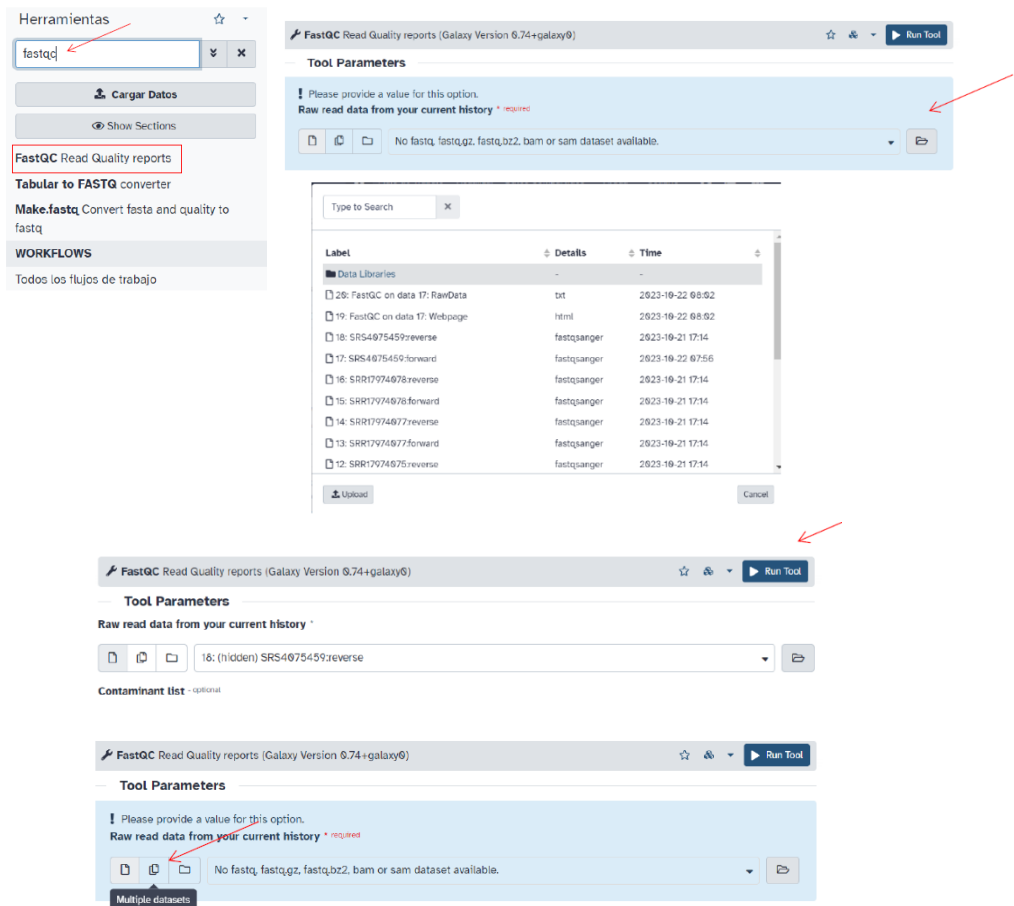 Herramientas
fastqc
Cargar Datos
Show Sections
FastQC Read Quality reports
Tabular to FASTQ converter
Make.fastq Convert fasta and quality to
fastq
WORKFLOWS
Todos los flujos de trabajo
FastQC Read Quality reports (Galaxy Version 0.74+galaxy0)
Run Tool
Tool Parameters
Please provide a value for this option.
Raw read data from your current history * required
No fastq, fastq.gz, fastq.bz2, bam or sam dataset available.
Type to Search
Label Details Time
Data Libraries - -
20: FastQC on data 17: RawData txt 2023-10-22 08:02
19: FastQC on data 17: Webpage html 2023-10-22 08:02
18: SRS4075459:reverse fastqsanger 2023-10-21 17:14
17: SRS4075459:forward fastqsanger 2023-10-22 07:56
16: SRR17974078:reverse fastqsanger 2023-10-21 17:14
15: SRR17974078:forward fastqsanger 2023-10-21 17:14
14: SRR17974077:reverse fastqsanger 2023-10-21 17:14
13: SRR17974077:forward fastqsanger 2023-10-21 17:14
12: SRR17974075:reverse fastqsanger 2023-10-21 17:14
Upload
Cancel
FastQC Read Quality reports (Galaxy Version 0.74+galaxy0)
Run Tool
Tool Parameters
Raw read data from your current history *
18: (hidden) SRS4075459:reverse
Contaminant list - optional
FastQC Read Quality reports (Galaxy Version 0.74+galaxy0)
Run Tool
Tool Parameters
Please provide a value for this option.
Raw read data from your current history * required
No fastq, fastq.gz, fastq.bz2, bam or sam dataset available.
Multiple datasets